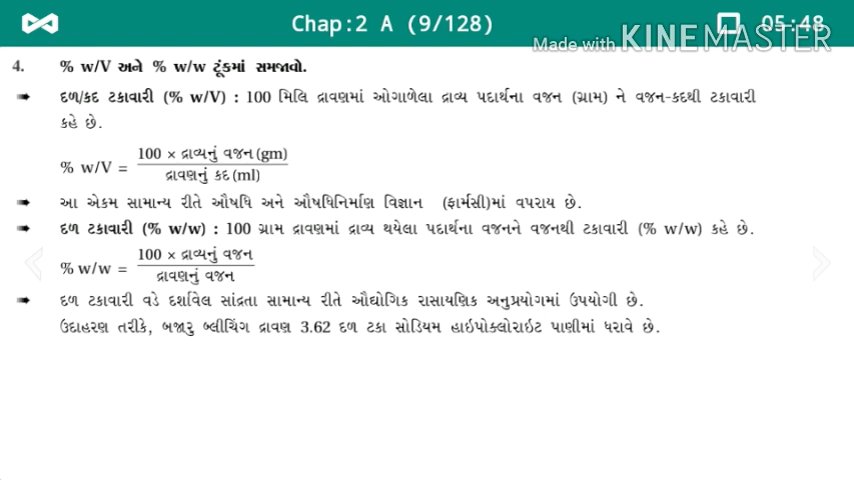 Chap:2 A (9/128)
05:48
Made with KINEMASTER
4. % w/V અને % w/w ટૂંકમાં સમજાવો.
➠ દળ/કદ ટકાવારી (% w/V) : 100 મિલિ દ્રાવણમાં ઓગાળેલા દ્રાવ્ય પદાર્થના વજન (ગ્રામ) ને વજન-કદથી ટકાવારી
કહે છે.
% w/V = 100 × દ્રાવ્યનું વજન (gm)
દ્રાવણનું કદ (ml)
➠ આ એકમ સામાન્ય રીતે ઔષધિ અને ઔષધિનિર્માણ વિજ્ઞાન (ફાર્મસી)માં વપરાય છે.
➠ દળ ટકાવારી (% w/w) : 100 ગ્રામ દ્રાવણમાં દ્રાવ્ય થયેલા પદાર્થના વજનને વજનથી ટકાવારી (% w/w) કહે છે.
% w/w = 100 × દ્રાવ્યનું વજન
દ્રાવણનું વજન
➠ દળ ટકાવારી વડે દર્શાવેલ સાંદ્રતા સામાન્ય રીતે ઔદ્યોગિક રાસાયણિક અનુપ્રયોગમાં ઉપયોગી છે.
ઉદાહરણ તરીકે, બજારુ બ્લીચિંગ દ્રાવણ 3.62 દળ ટકા સોડિયમ હાઇપોક્લોરાઇટ પાણીમાં ધરાવે છે.